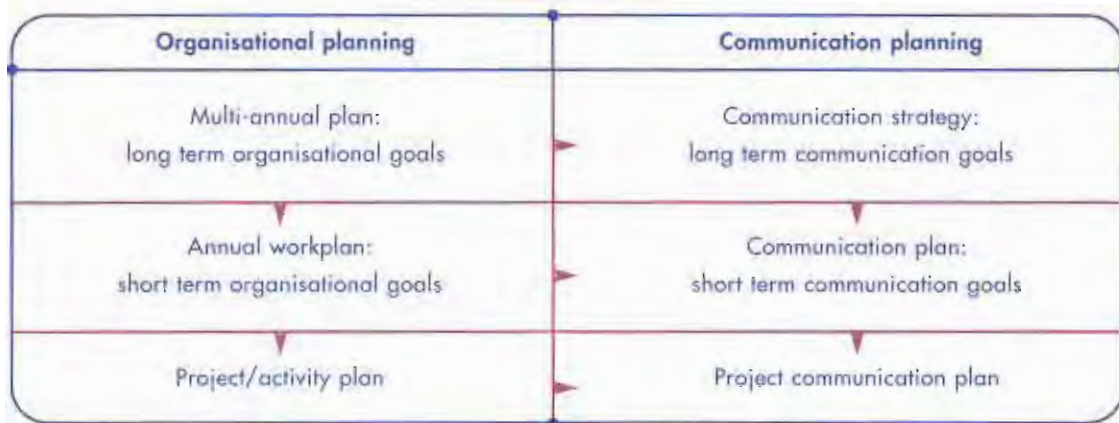 Organisational planning
Communication planning
Multi-annual plan:
long term organisational goals
Communication strategy:
long term communication goals
Annual workplan:
short term organisational goals
Communication plan:
short term communication goals
Project/activity plan
Project communication plan